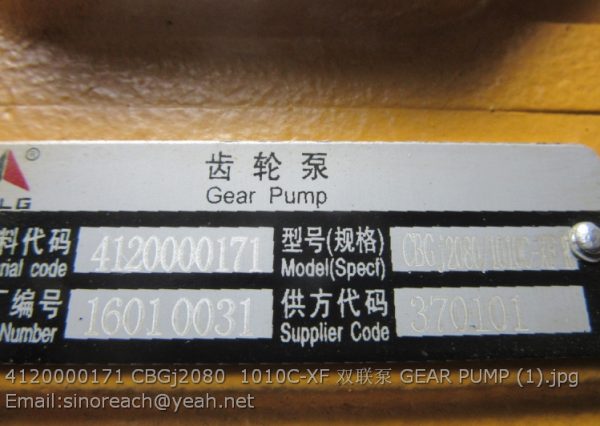 齿轮泵
Gear Pump
®
LG
料代码 4120000171 型号(规格) CBGj2080
rial code Model(Specf)
编号 16010031 供方代码 370101
Number Supplier Code
4120000171 CBGj2080 1010C-XF 双联泵 GEAR PUMP (1).jpg
Email:sinoreach@yeah.net